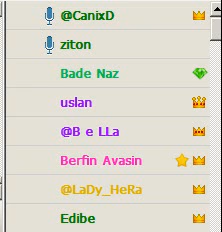 @CanixD
ziton
Bade Naz
uslan
@B e LLa
Berfin Avasin
@LaDy_HeRa
Edibe